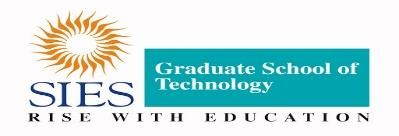 Graduate School of
Technology
SIES
RISE WITH EDUCATION